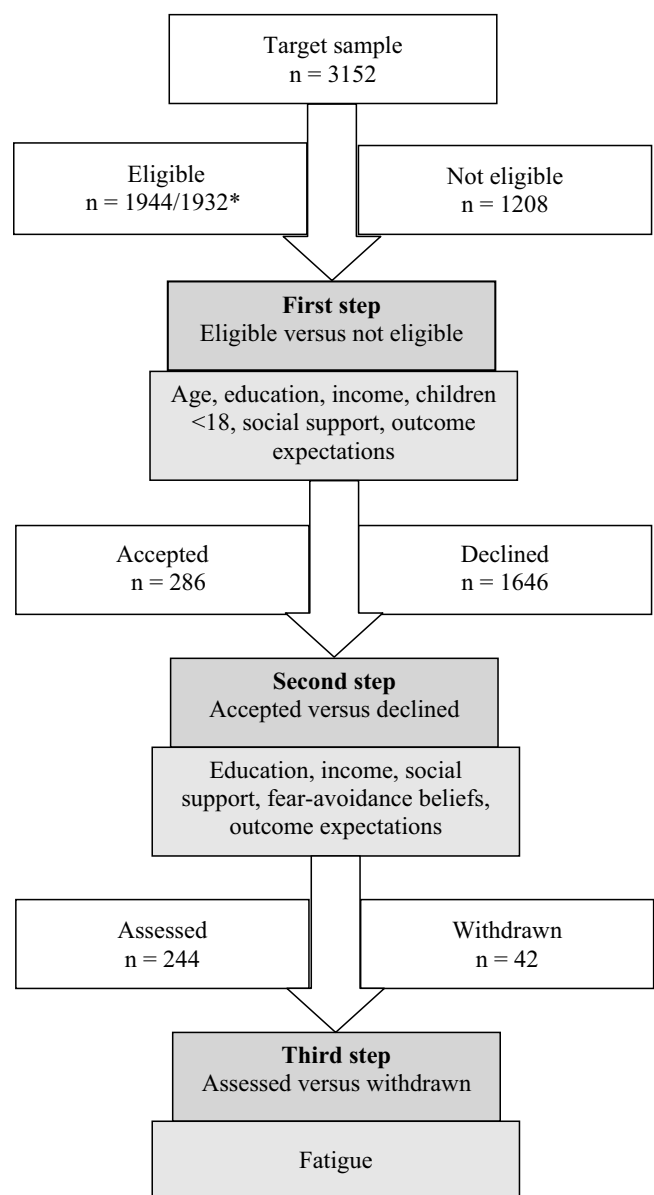 Target sample
n = 3152
Eligible
n = 1944/1932*
Not eligible
n = 1208
First step
Eligible versus not eligible
Age, education, income, children
<18, social support, outcome
expectations
Accepted
n = 286
Declined
n = 1646
Second step
Accepted versus declined
Education, income, social
support, fear-avoidance beliefs,
outcome expectations
Assessed
n = 244
Withdrawn
n = 42
Third step
Assessed versus withdrawn
Fatigue